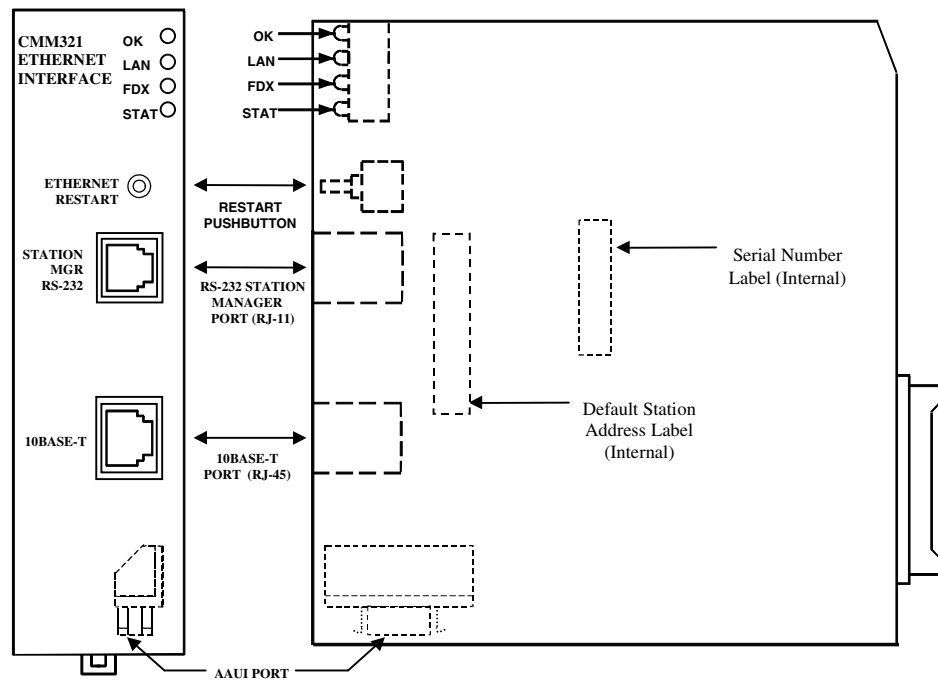 CMM321
ETHERNET
INTERFACE
OK
LAN
FDX
STAT
OK
LAN
FDX
STAT
ETHERNET
RESTART
RESTART
PUSHBUTTON
STATION
MGR
RS-232
RS-232 STATION
MANAGER
PORT (RJ-11)
Serial Number
Label (Internal)
10BASE-T
10BASE-T
PORT (RJ-45)
Default Station
Address Label
(Internal)
AAUI PORT